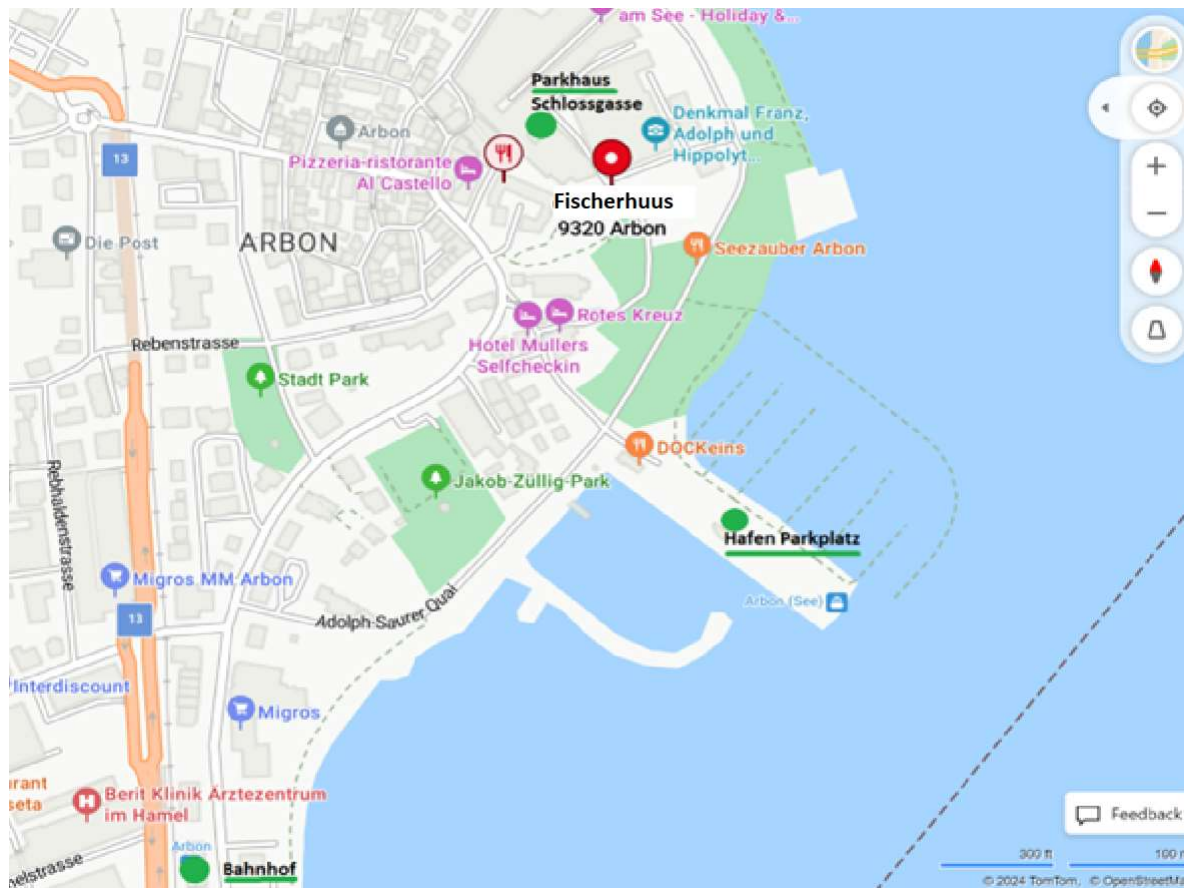 am See - Holiday &...
Parkhaus
Schlossgasse
Denkmal Franz,
Adolph und
Hippolyt...
Arbon
13
Pizzeria-ristorante
Al Castello
Fischerhuus
9320 Arbon
Die Post
ARBON
Seezauber Arbon
Rotes Kreuz
Hotel Mullers
Selfcheckin
Rebenstrasse
Stadt Park
DOCKeins
Jakob-Züllig-Park
Rebhaldenstrasse
Hafen Parkplatz
Migros MM Arbon
Arbon (See)
13
Adolph-Saurer Quai
Interdiscount
Migros
Berit Klinik Ärztezentrum
im Hamel
Arbon
Bahnhof
Feedback
300 ft
© 2024 TomTom, © OpenStreetMa